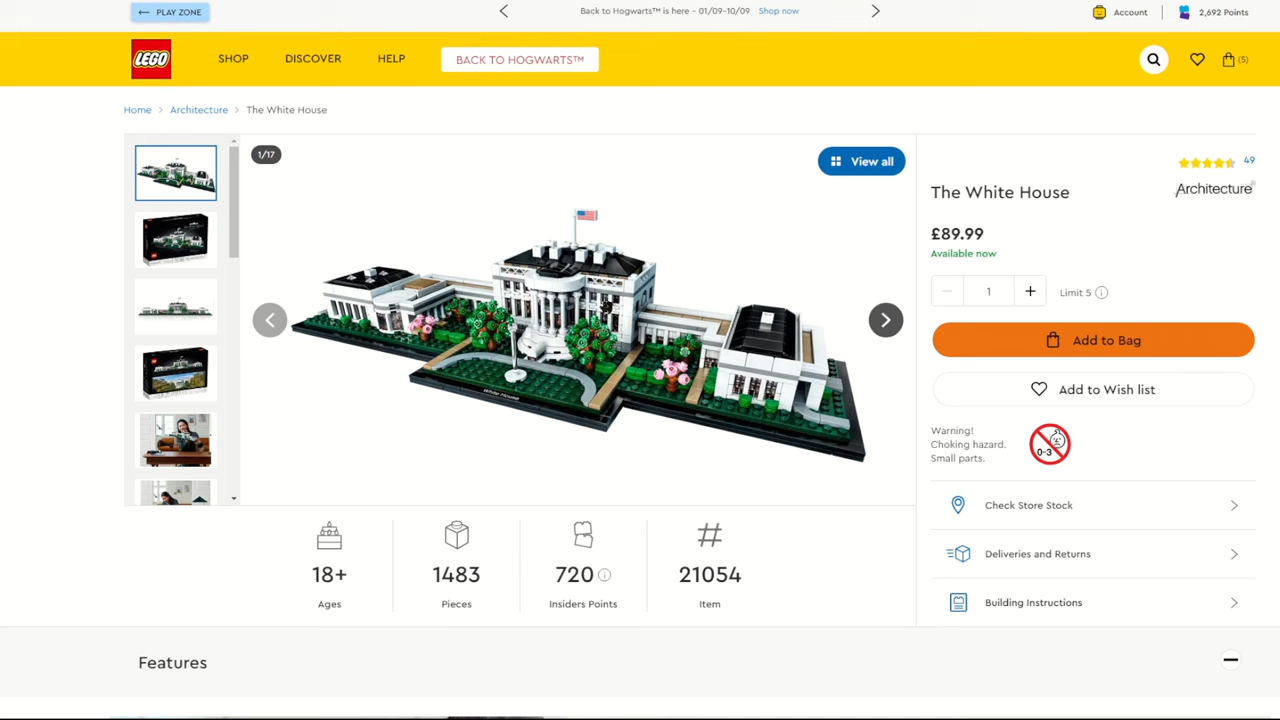 ← PLAY ZONE
Back to Hogwarts™ is here - 01/09-10/09 Shop now
Account
2,692 Points
LEGO
SHOP
DISCOVER
HELP
BACK TO HOGWARTS™
(5)
Home > Architecture > The White House
1/17
View all
49
Architecture
The White House
£89.99
Available now
1
Limit 5
Add to Bag
Add to Wish list
Warning!
Choking hazard.
Small parts.
0-3
Check Store Stock
Deliveries and Returns
Building Instructions
White House
18+
Ages
1483
Pieces
720
Insiders Points
#
21054
Item
Features